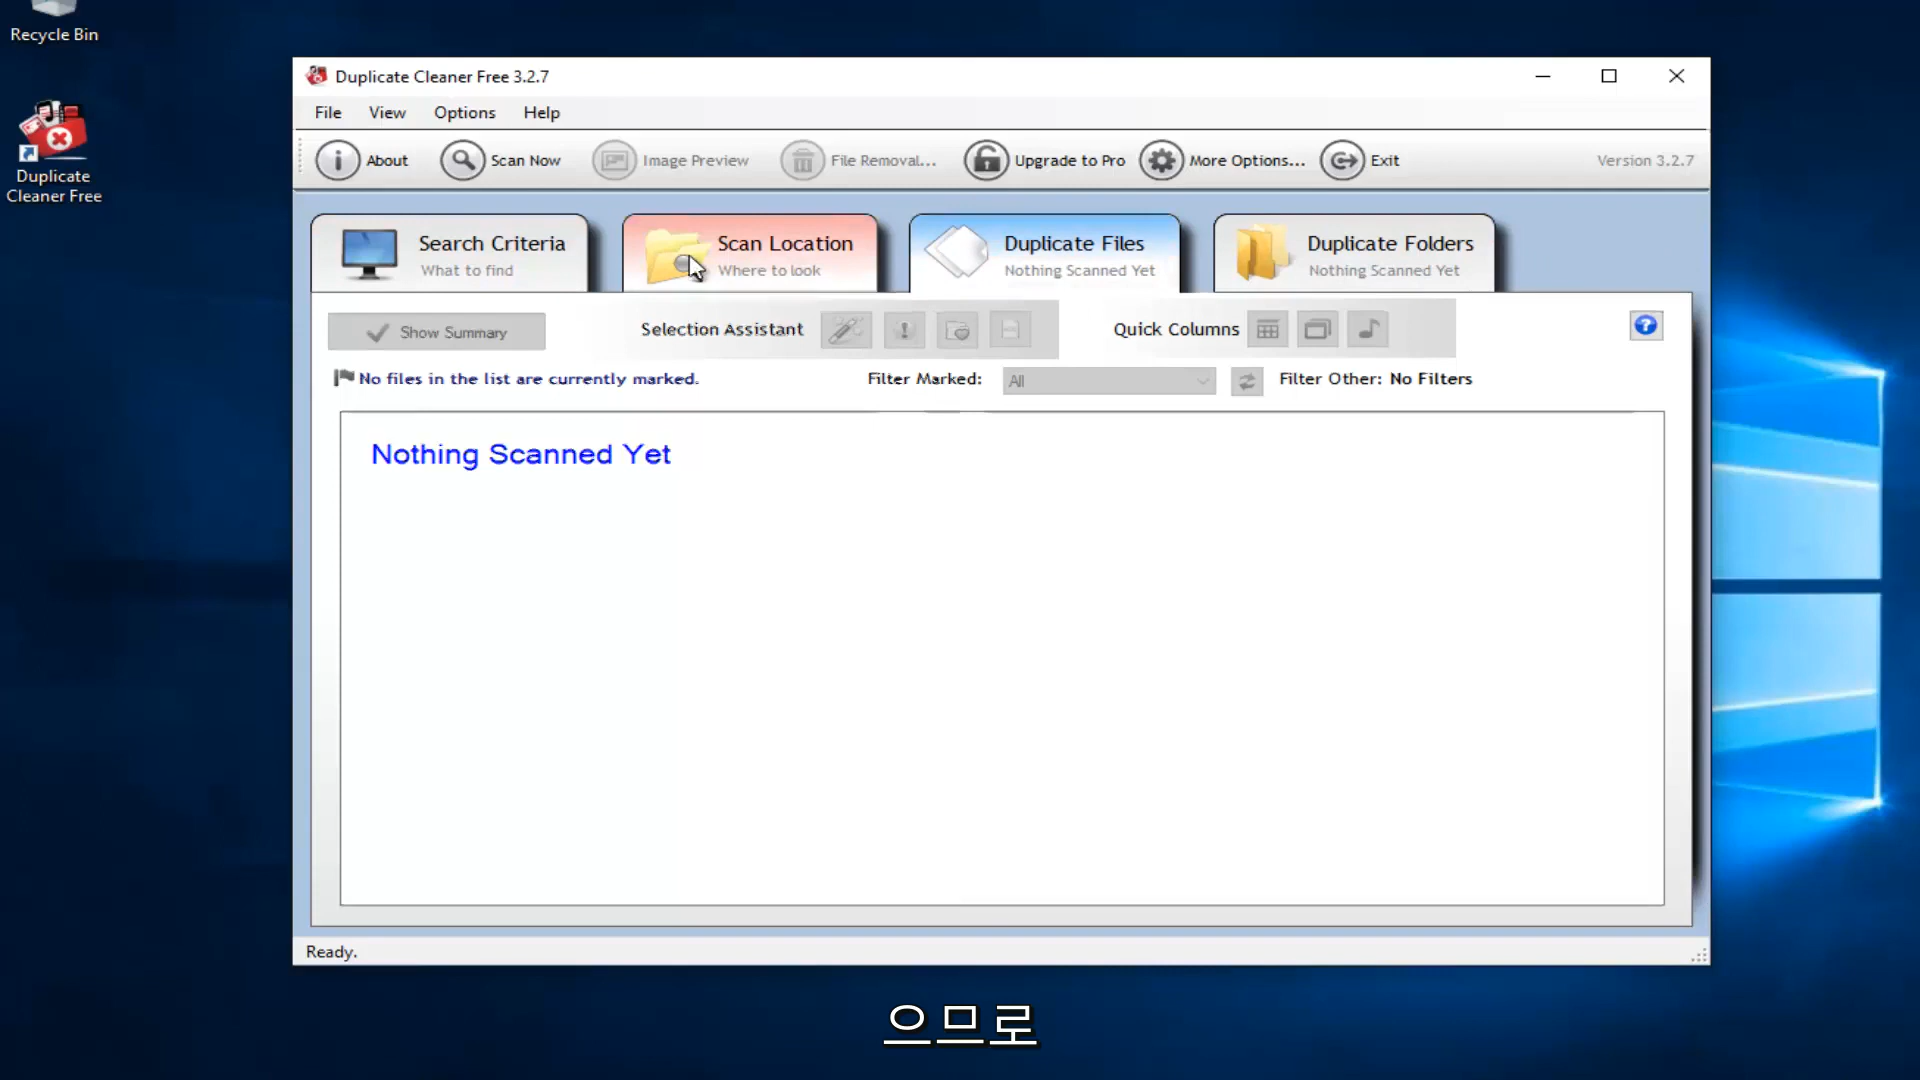 Recycle Bin
Duplicate
Cleaner Free
Duplicate Cleaner Free 3.2.7
File View Options Help
About Scan Now Image Preview File Removal... Upgrade to Pro More Options... Exit Version 3.2.7
Search Criteria Scan Location Duplicate Files Duplicate Folders
What to find Where to look Nothing Scanned Yet Nothing Scanned Yet
Show Summary Selection Assistant Quick Columns
No files in the list are currently marked. Filter Marked: All Filter Other: No Filters
Nothing Scanned Yet
Ready.
으므로